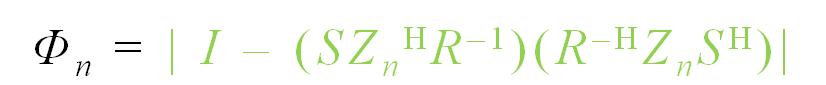 Φₙ = | I − (SZₙᴴR⁻¹)(R⁻ᴴZₙSᴴ)|